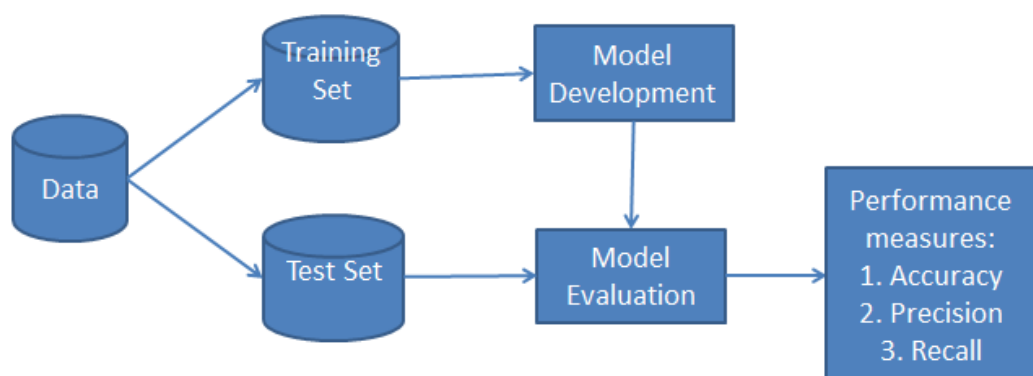 Data
Training
Set
Model
Development
Test Set
Model
Evaluation
Performance
measures:
1. Accuracy
2. Precision
3. Recall